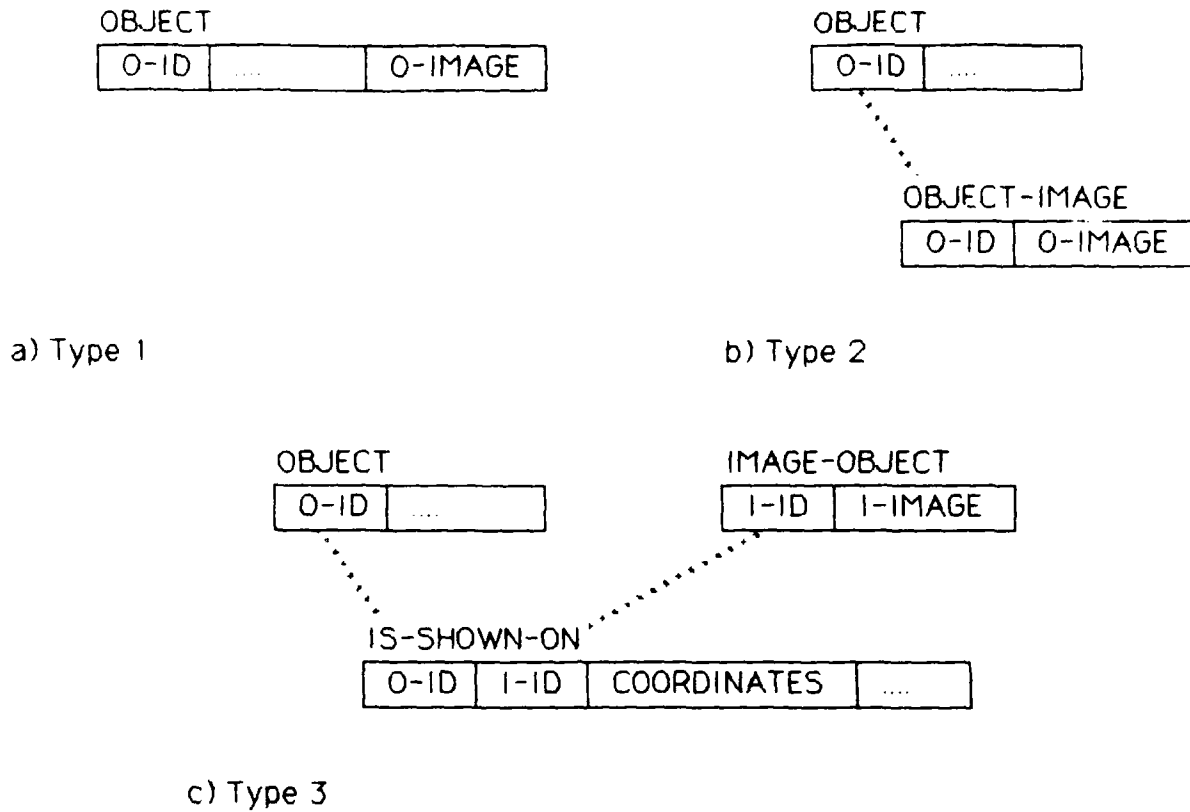 OBJECT
O-ID .... O-IMAGE
OBJECT
O-ID ....
OBJECT-IMAGE
O-ID O-IMAGE
a) Type 1
b) Type 2
OBJECT
O-ID ....
IMAGE-OBJECT
I-ID I-IMAGE
IS-SHOWN-ON
O-ID I-ID COORDINATES ....
c) Type 3